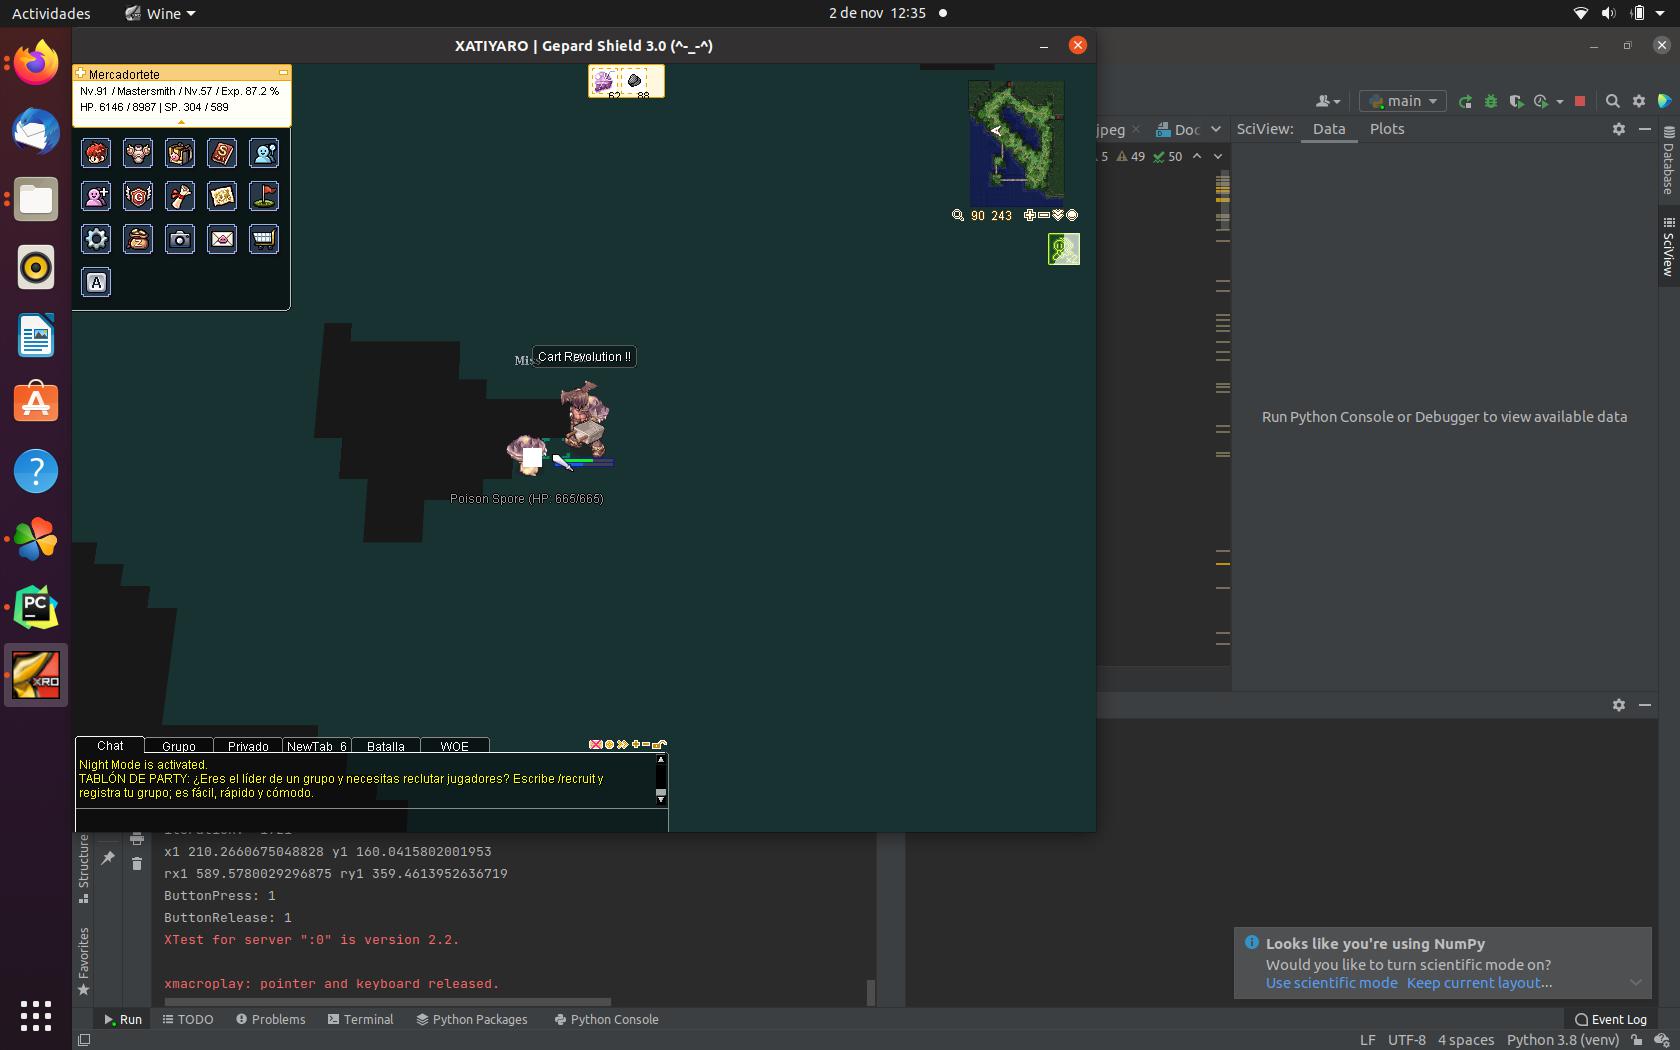 Actividades
Wine
2 de nov 12:35
XATIYARO | Gepard Shield 3.0 (^-_-^)
Mercadortete
Nv.91 / Mastersmith / Nv.57 / Exp. 87.2 %
HP. 6146 / 8987 | SP. 304 / 589
62 88
90 243
A
main
jpeg
Doc
SciView:
Data
Plots
5 49 50
Database
SciView
Cart Revolution !!
Poison Spore (HP: 665/665)
Run Python Console or Debugger to view available data
PC
XRO
Chat
Grupo
Privado
NewTab_6
Batalla
WOE
Night Mode is activated.
TABLÓN DE PARTY: ¿Eres el líder de un grupo y necesitas reclutar jugadores? Escribe /recruit y
registra tu grupo; es fácil, rápido y cómodo.
x1 210.2660675048828 y1 160.0415802001953
rx1 589.5780029296875 ry1 359.4613952636719
ButtonPress: 1
ButtonRelease: 1
XTest for server ":0" is version 2.2.
xmacroplay: pointer and keyboard released.
Structure
Favorites
Looks like you're using NumPy
Would you like to turn scientific mode on?
Use scientific mode Keep current layout...
Run
TODO
Problems
Terminal
Python Packages
Python Console
Event Log
LF UTF-8 4 spaces Python 3.8 (venv)